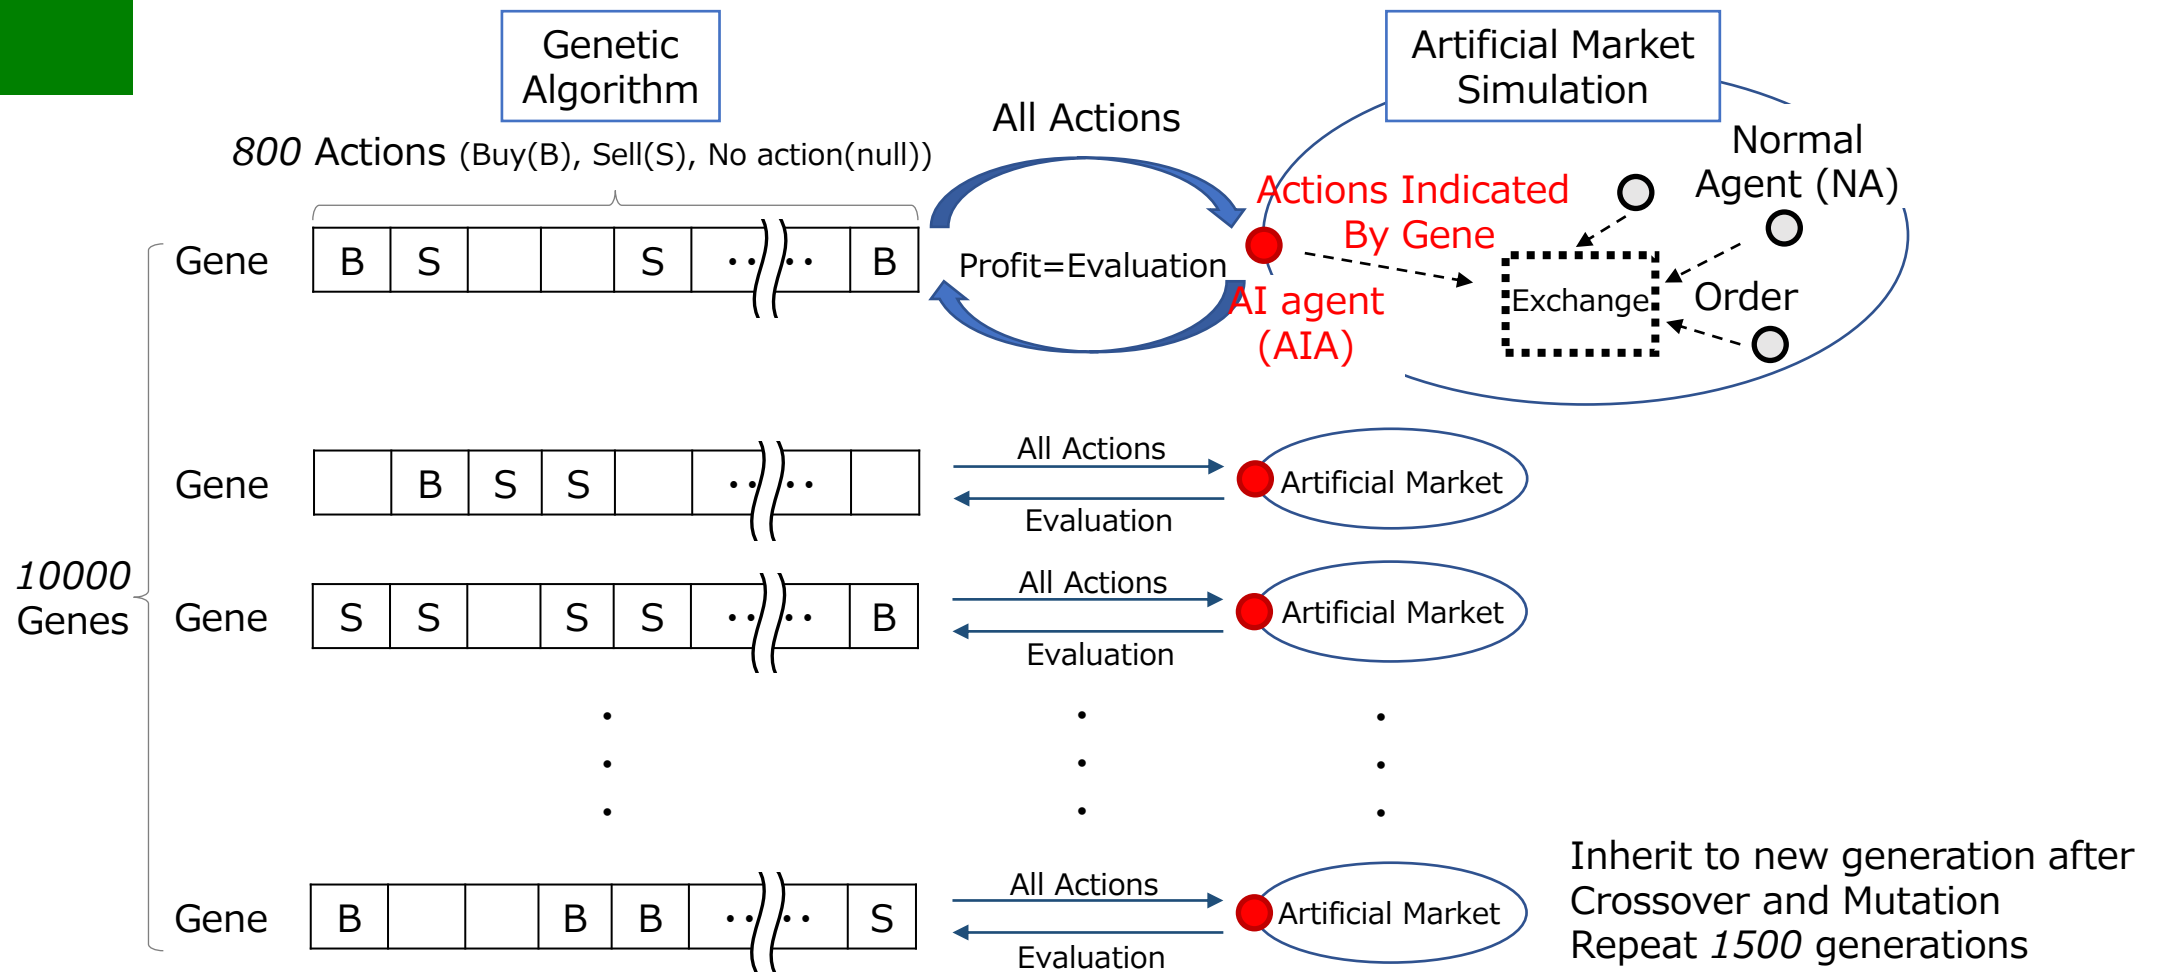 Genetic
Algorithm
Artificial Market
Simulation
800 Actions (Buy(B), Sell(S), No action(null))
All Actions
Normal
Agent (NA)
Actions Indicated
By Gene
Gene
B S S ・・ ・・ B
Profit=Evaluation
AI agent
(AIA)
Exchange
Order
Gene
B S S ・・ ・・
All Actions
Evaluation
Artificial Market
10000
Genes
Gene
S S S S ・・ ・・ B
All Actions
Evaluation
Artificial Market
・ ・ ・
・ ・ ・
・ ・ ・
Gene
B B B ・・ ・・ S
All Actions
Evaluation
Artificial Market
Inherit to new generation after
Crossover and Mutation
Repeat 1500 generations